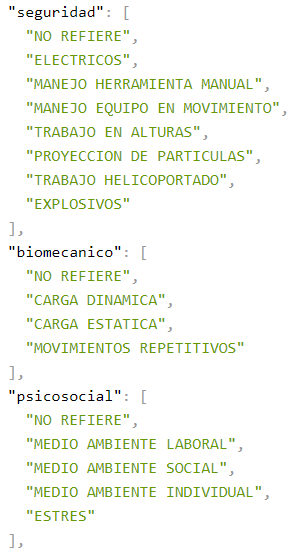 "seguridad": [
"NO REFIERE",
"ELECTRICOS",
"MANEJO HERRAMIENTA MANUAL",
"MANEJO EQUIPO EN MOVIMIENTO",
"TRABAJO EN ALTURAS",
"PROYECCION DE PARTICULAS",
"TRABAJO HELICOPORTADO",
"EXPLOSIVOS"
],
"biomecanico": [
"NO REFIERE",
"CARGA DINAMICA",
"CARGA ESTATICA",
"MOVIMIENTOS REPETITIVOS"
],
"psicosocial": [
"NO REFIERE",
"MEDIO AMBIENTE LABORAL",
"MEDIO AMBIENTE SOCIAL",
"MEDIO AMBIENTE INDIVIDUAL",
"ESTRES"
],